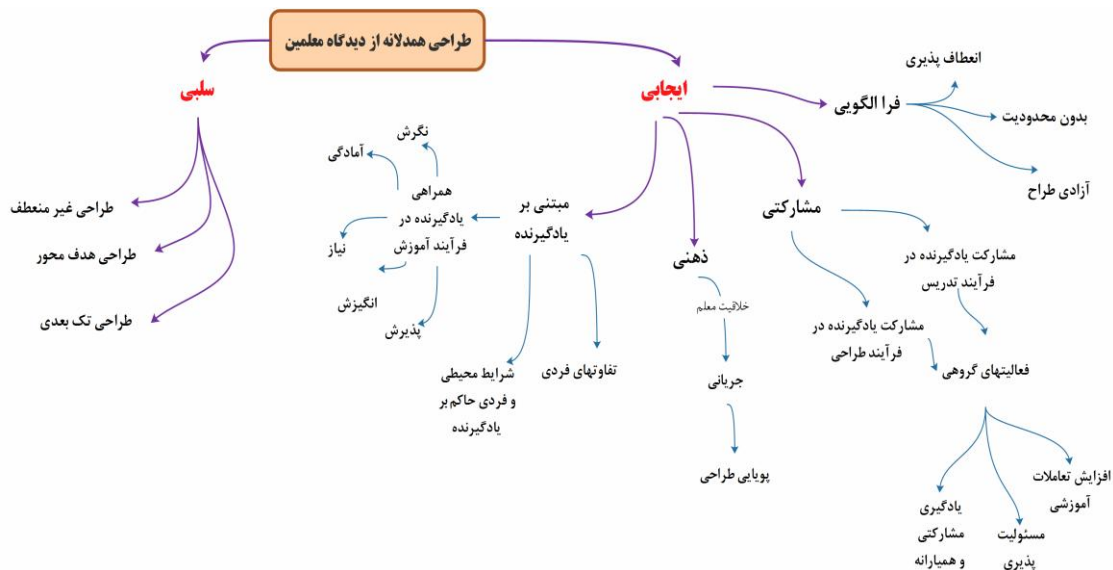 طراحی همدلانه از دیدگاه معلمین
ایجابی
سلبی
فرا الگویی
انعطاف پذیری
بدون محدودیت
آزادی طراح
مشارکتی
مشارکت یادگیرنده در
فرآیند تدریس
مشارکت یادگیرنده در
فرآیند طراحی
فعالیتهای گروهی
افزایش تعاملات
آموزشی
مسئولیت
پذیری
یادگیری
مشارکتی
و همیارانه
ذهنی
خلاقیت معلم
جریانی
پویایی طراحی
مبتنی بر
یادگیرنده
تفاوتهای فردی
شرایط محیطی
و فردی حاکم بر
یادگیرنده
همراهی
یادگیرنده در
فرآیند آموزش
نگرش
آمادگی
نیاز
انگیزش
پذیرش
طراحی غیر منعطف
طراحی هدف محور
طراحی تک بعدی